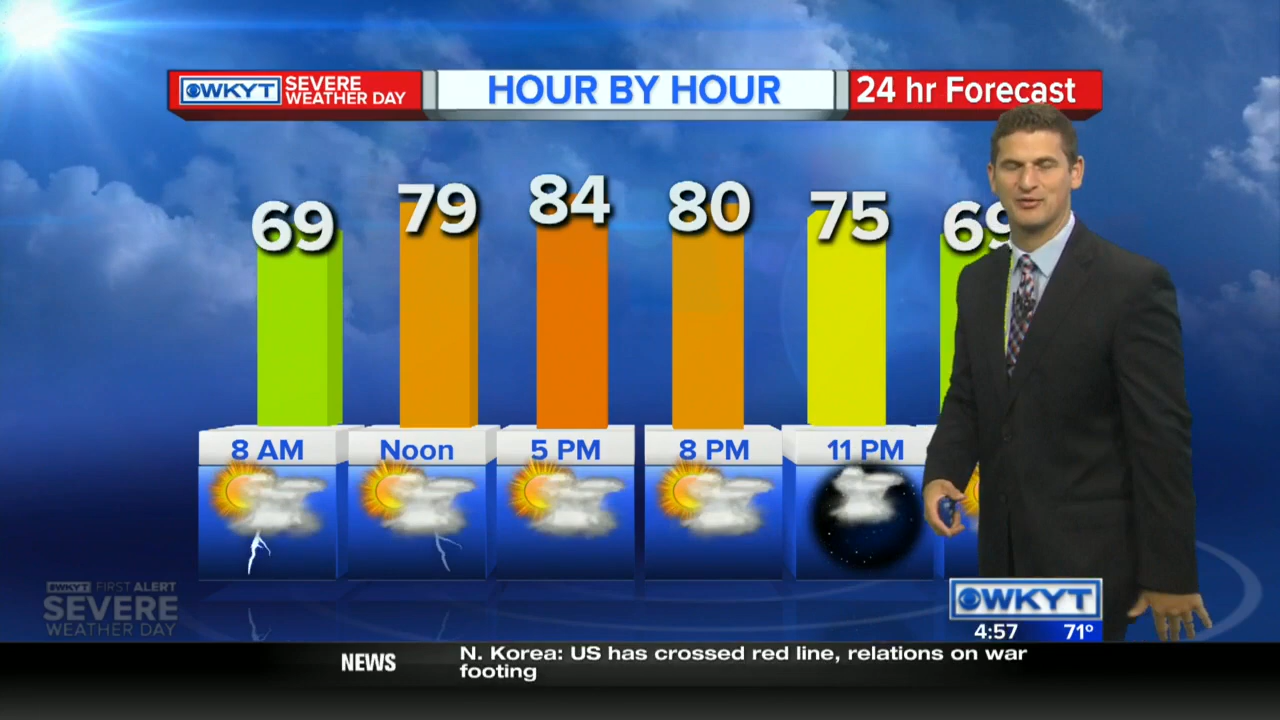 WKYT
SEVERE
WEATHER DAY
HOUR BY HOUR
24 hr Forecast
69
79
84
80
75
69
8 AM
Noon
5 PM
8 PM
11 PM
WKYT FIRST ALERT
SEVERE
WEATHER DAY
WKYT
4:57 71°
NEWS
N. Korea: US has crossed red line, relations on war
footing